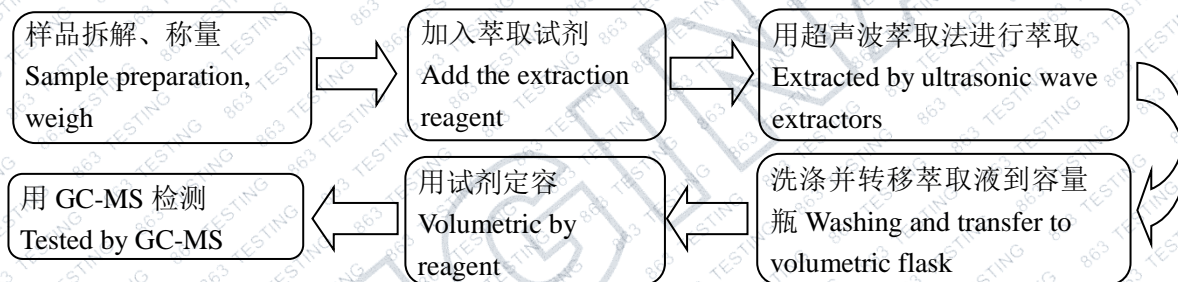 样品拆解、称量
Sample preparation,
weigh
加入萃取试剂
Add the extraction
reagent
用超声波萃取法进行萃取
Extracted by ultrasonic wave
extractors
洗涤并转移萃取液到容量
瓶 Washing and transfer to
volumetric flask
用试剂定容
Volumetric by
reagent
用 GC-MS 检测
Tested by GC-MS
863 TESTING